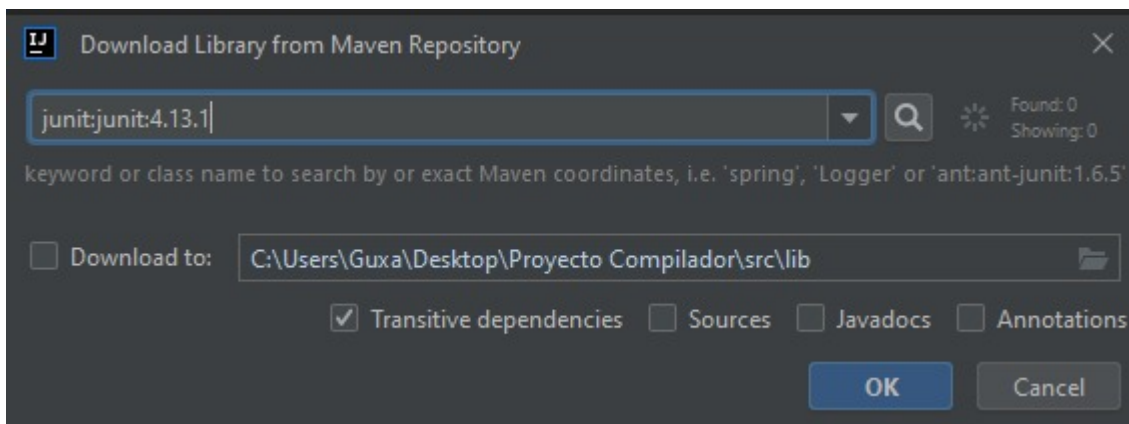 IJ
Download Library from Maven Repository
junit:junit:4.13.1
Found: 0
Showing: 0
keyword or class name to search by or exact Maven coordinates, i.e. 'spring', 'Logger' or 'ant:ant-junit:1.6.5'
Download to:
C:\Users\Guxa\Desktop\Proyecto Compilador\src\lib
Transitive dependencies
Sources
Javadocs
Annotations
OK
Cancel